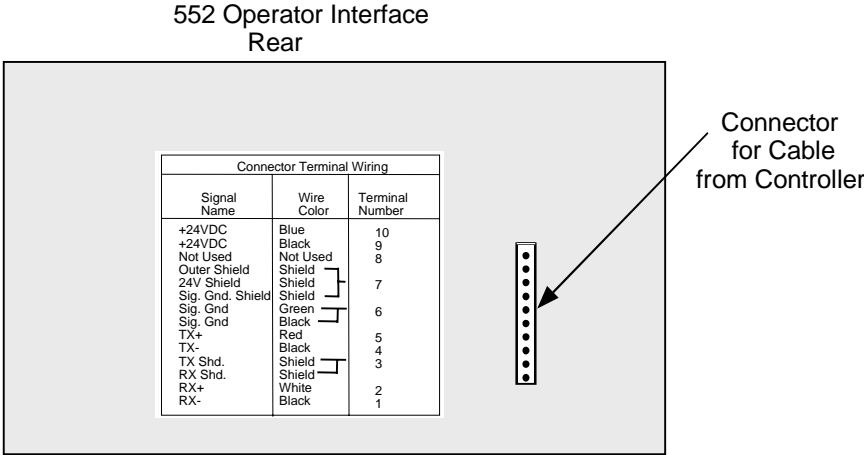 552 Operator Interface
Rear
Connector
for Cable
from Controller
Connector Terminal Wiring
Signal Name Wire Color Terminal Number
+24VDC Blue 10
+24VDC Black 9
Not Used Not Used 8
Outer Shield Shield
24V Shield Shield 7
Sig. Gnd. Shield Shield
Sig. Gnd Green 6
Sig. Gnd Black
TX+ Red 5
TX- Black 4
TX Shd. Shield 3
RX Shd. Shield
RX+ White 2
RX- Black 1